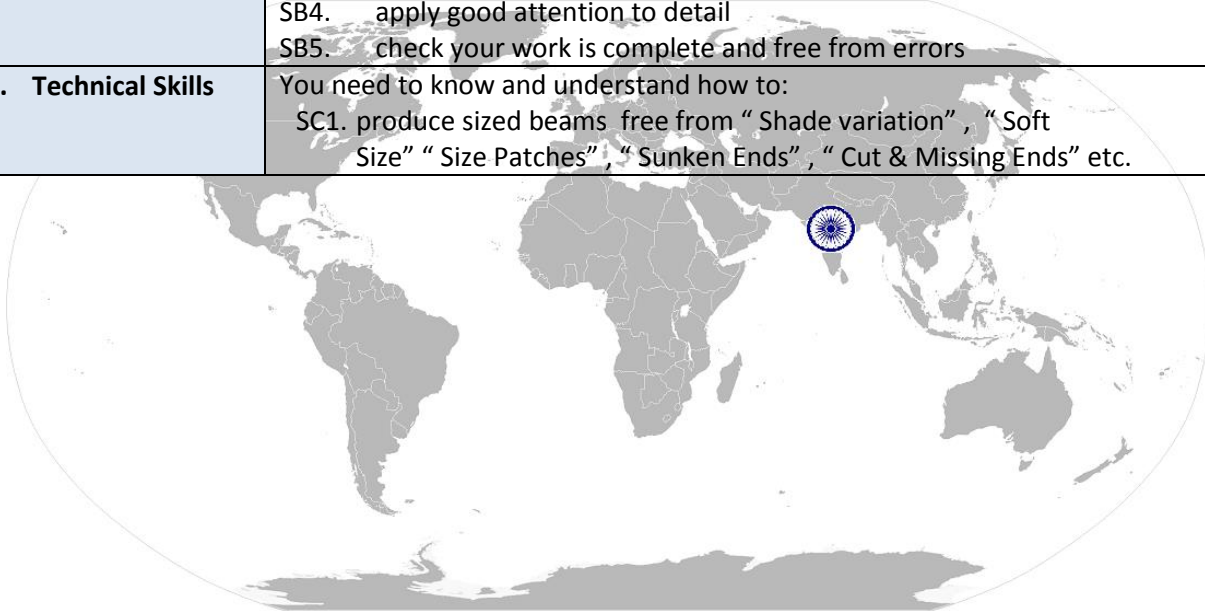 SB4. apply good attention to detail
SB5. check your work is complete and free from errors
. Technical Skills You need to know and understand how to:
SC1. produce sized beams free from “ Shade variation” , “ Soft
Size” “ Size Patches” , “ Sunken Ends” , “ Cut & Missing Ends” etc.